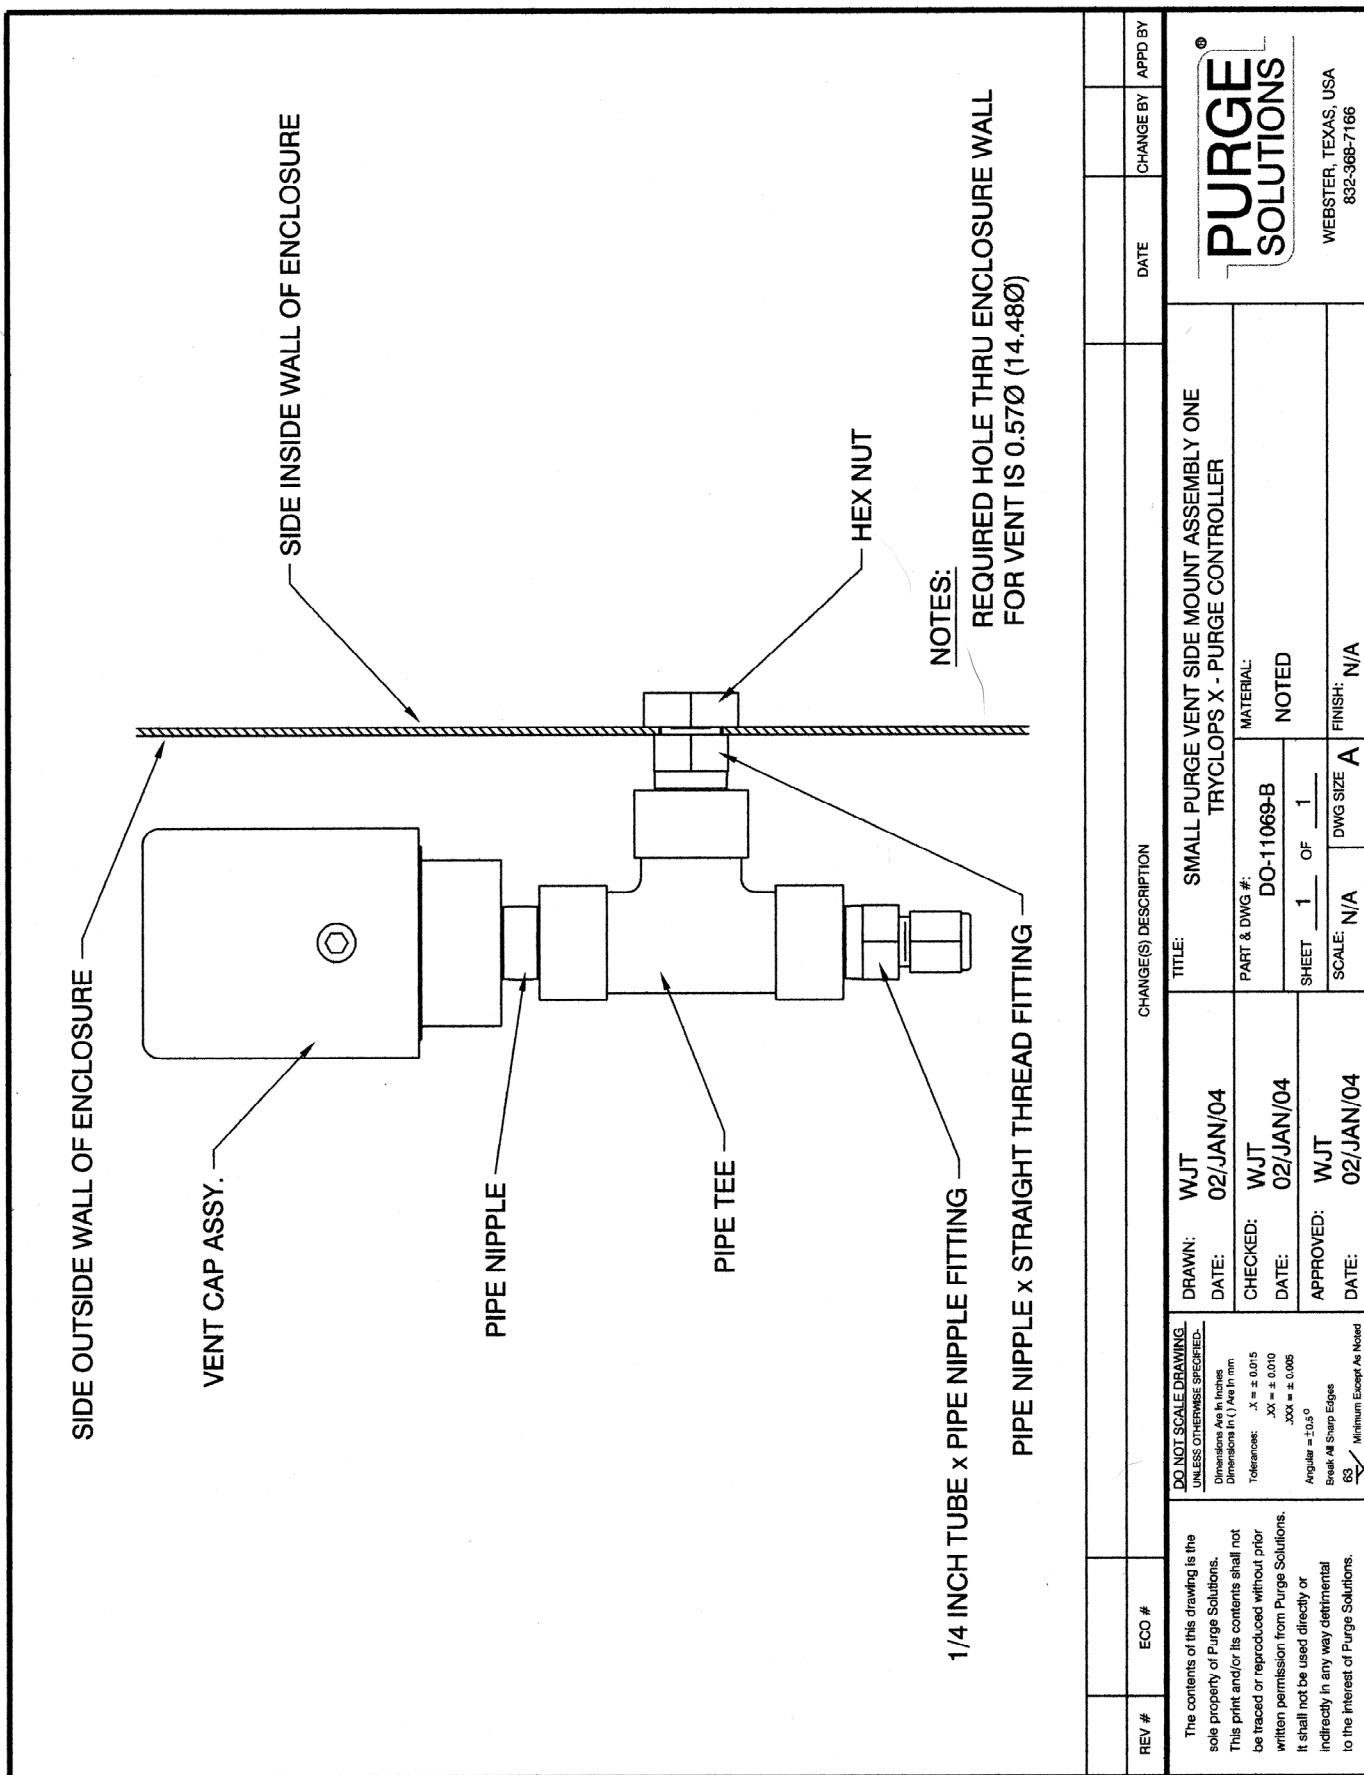 SIDE OUTSIDE WALL OF ENCLOSURE
SIDE INSIDE WALL OF ENCLOSURE
VENT CAP ASSY.
PIPE NIPPLE
PIPE TEE
HEX NUT
1/4 INCH TUBE x PIPE NIPPLE FITTING
PIPE NIPPLE x STRAIGHT THREAD FITTING
NOTES:
REQUIRED HOLE THRU ENCLOSURE WALL
FOR VENT IS 0.57Ø (14.48Ø)
REV #
ECO #
CHANGE(S) DESCRIPTION
DATE
CHANGE BY
APPD BY
The contents of this drawing is the
sole property of Purge Solutions.
This print and/or its contents shall not
be traced or reproduced without prior
written permission from Purge Solutions.
It shall not be used directly or
indirectly in any way detrimental
to the interest of Purge Solutions.
DO NOT SCALE DRAWING
UNLESS OTHERWISE SPECIFIED-
Dimensions Are In Inches
Dimensions In ( ) Are In mm
Tolerances: .X = ± 0.015
.XX = ± 0.010
.XXX = ± 0.005
Angular = ± 0.5°
Break All Sharp Edges
63 Minimum Except As Noted
DRAWN: WJT
DATE: 02/JAN/04
CHECKED: WJT
DATE: 02/JAN/04
APPROVED: WJT
DATE: 02/JAN/04
TITLE:
SMALL PURGE VENT SIDE MOUNT ASSEMBLY ONE
TRYCLOPS X - PURGE CONTROLLER
PART & DWG #:
DO-11069-B
MATERIAL:
NOTED
SHEET 1 OF 1
SCALE: N/A
DWG SIZE A
FINISH: N/A
PURGE®
SOLUTIONS
WEBSTER, TEXAS, USA
832-368-7166